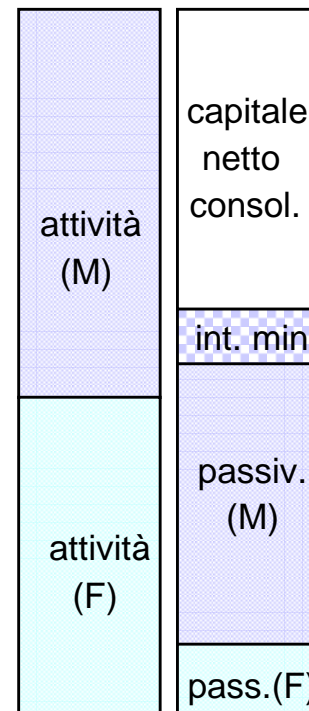 attività
(M)
attività
(F)
capitale
netto
consol.
int. min
passiv.
(M)
pass.(F)